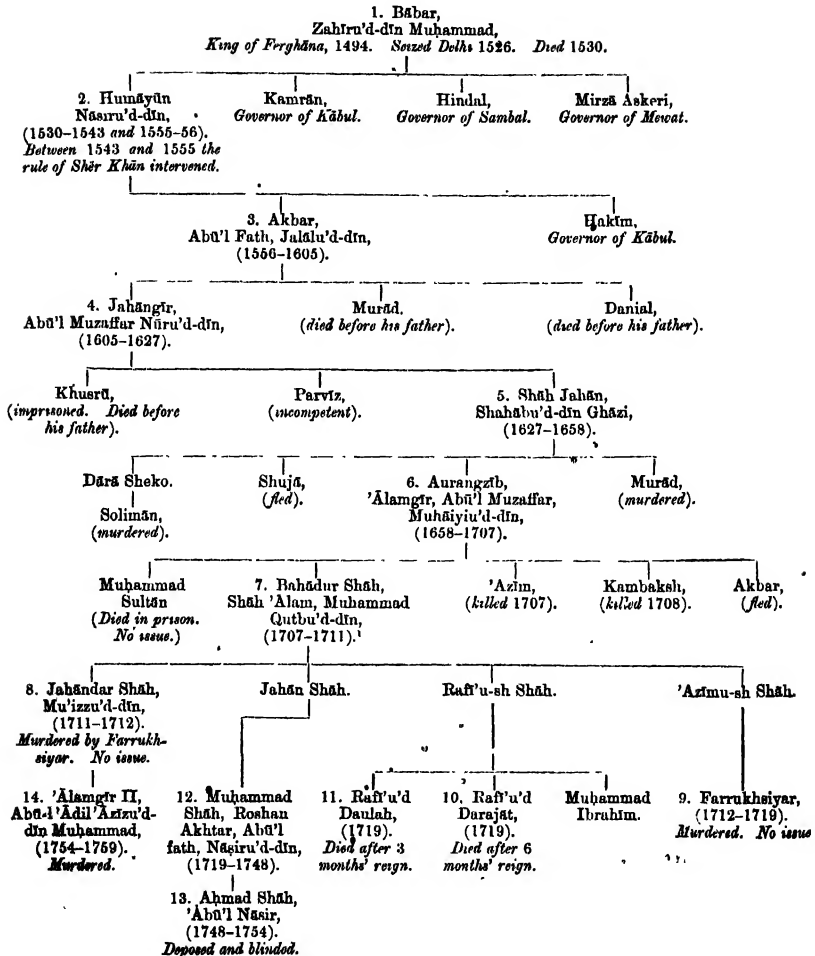 1. Bābar,
Zahīru'd-dīn Muḥammad,
King of Ferghāna, 1494. Seized Delhi 1526. Died 1530.
2. Humāyūn
Nāsiru'd-dīn,
(1530–1543 and 1555–56).
Between 1543 and 1555 the
rule of Shēr Khān intervened.
Kamrān,
Governor of Kābul.
Hindal,
Governor of Sambal.
Mirzā Askeri,
Governor of Mewat.
3. Akbar,
Abū'l Fath, Jalālu'd-dīn,
(1556–1605).
Ḥakīm,
Governor of Kābul.
4. Jahāngīr,
Abū'l Muzaffar Nūru'd-dīn,
(1605–1627).
Murād.
(died before his father).
Danial,
(died before his father).
Khusrū,
(imprisoned. Died before
his father).
Parvīz,
(incompetent).
5. Shāh Jahān,
Shahābu'd-dīn Ghāzi,
(1627–1658).
Dārā Sheko.
Solimān,
(murdered).
Shujā,
(fled).
6. Aurangzīb,
'Ālamgīr, Abū'l Muzaffar,
Muhāiyiu'd-dīn,
(1658–1707).
Murād,
(murdered).
Muḥammad
Sultān
(Died in prison.
No issue.)
7. Bahādur Shāh,
Shāh 'Alam, Muhammad
Qutbu'd-dīn,
(1707–1711).¹
'Azīm,
(killed 1707).
Kambaksh,
(killed 1708).
Akbar,
(fled).
8. Jahāndar Shāh,
Mu'izzu'd-dīn,
(1711–1712).
Murdered by Farrukh-
siyar. No issue.
Jahān Shāh.
Rafī'u-sh Shāh.
'Azīmu-sh Shāh.
14. 'Ālamgīr II,
Abū-l 'Ādil 'Azīzu'd-
dīn Muḥammad,
(1754–1759).
Murdered.
12. Muḥammad
Shāh, Roshan
Akhtar, Abū'l
fath, Nāṣiru'd-dīn,
(1719–1748).
11. Rafī'u'd
Daulah,
(1719).
Died after 3
months' reign.
10. Rafī'u'd
Darajāt,
(1719).
Died after 6
months' reign.
Muḥammad
Ibrahīm.
9. Farrukhsiyar,
(1712–1719).
Murdered. No issue
13. Aḥmad Shāh,
'Abū'l Nāsir,
(1748–1754).
Deposed and blinded.